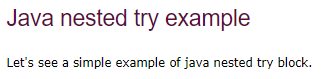 Java nested try example
Let's see a simple example of java nested try block.